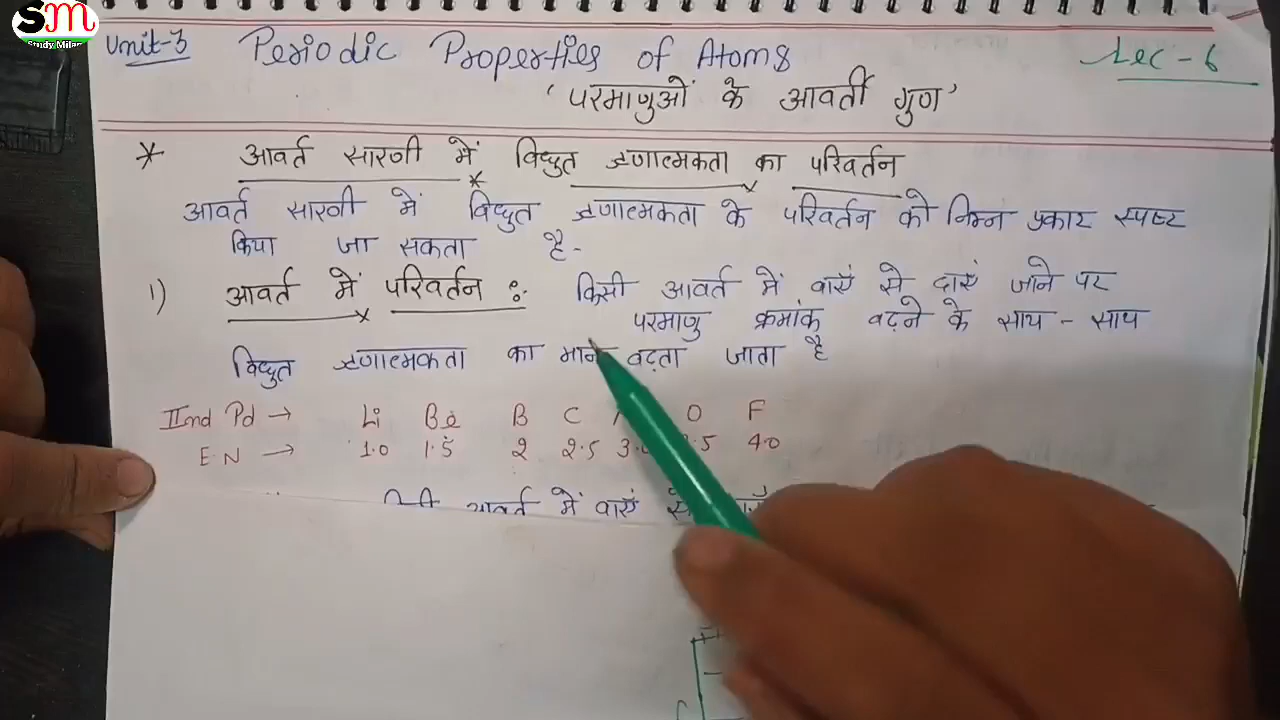 SM
Study Milan
Unit-3 Periodic Properties of Atoms Lec-6
'परमाणुओं के आवर्ती गुण'
* आवर्त सारणी में विद्युत ऋणात्मकता का परिवर्तन
आवर्त सारणी में विद्युत ऋणात्मकता के परिवर्तन को निम्न प्रकार स्पष्ट
किया जा सकता है-
1) आवर्त में परिवर्तन :- किसी आवर्त में वाएं से दाएं जाने पर
परमाणु क्रमांक बढ़ने के साथ-साथ
विद्युत ऋणात्मकता का मान बढ़ता जाता है
IInd Pd → Li Be B C O F
E.N → 1.0 1.5 2 2.5 3.0 .5 4.0
आवर्त में वाएं से